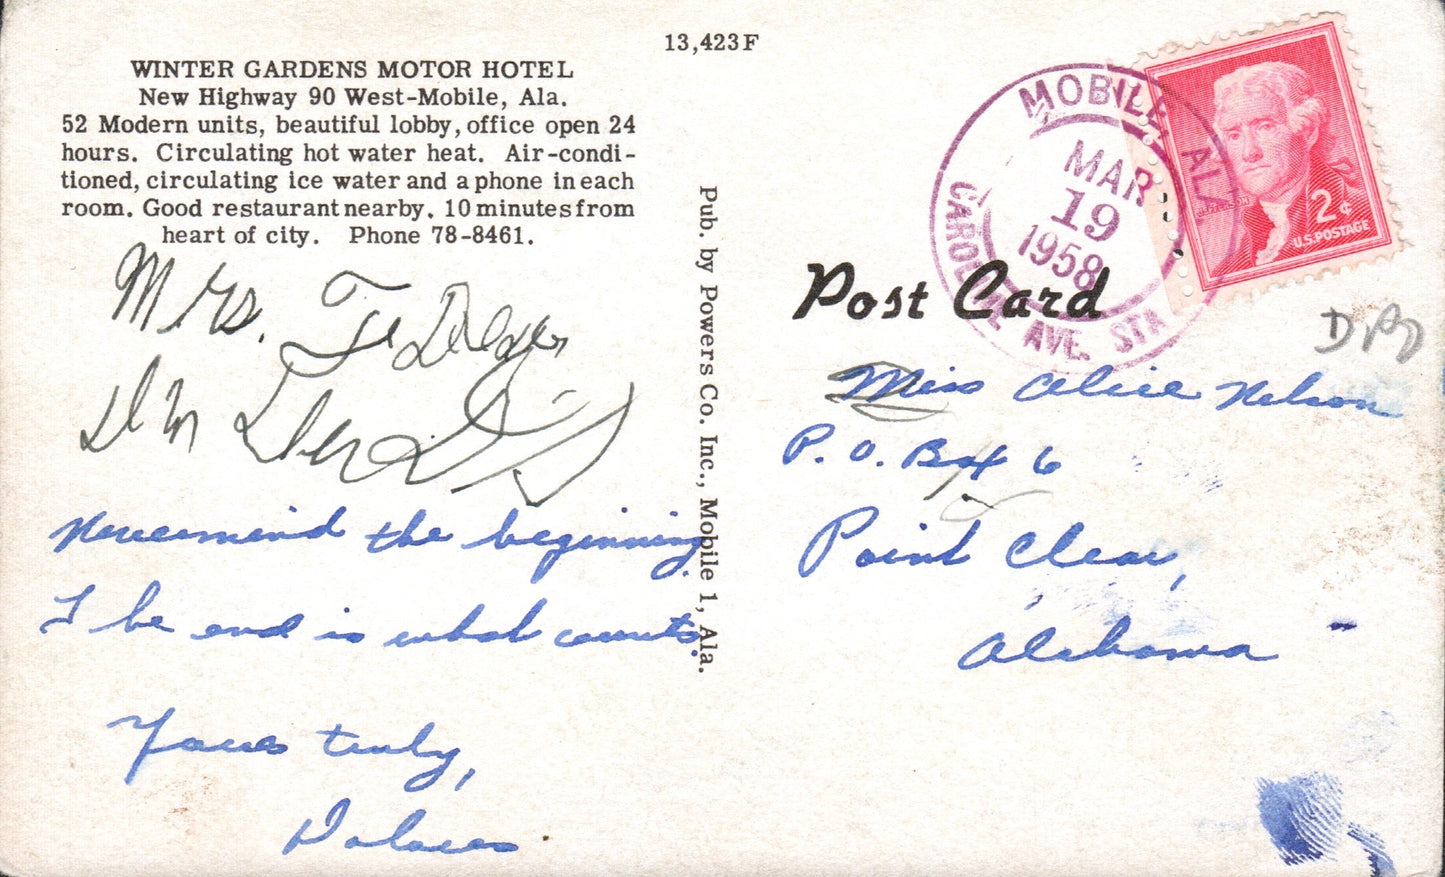 13,423F
WINTER GARDENS MOTOR HOTEL
New Highway 90 West-Mobile, Ala.
52 Modern units, beautiful lobby, office open 24
hours. Circulating hot water heat. Air-condi-
tioned, circulating ice water and a phone in each
room. Good restaurant nearby. 10 minutes from
heart of city. Phone 78-8461.
Mrs.
the beginning
be end is what counts.
Yours truly,
Pub. by Powers Co. Inc., Mobile 1, Ala.
MOBILE, ALA.
MAR
19
1958
CAROLINE AVE. STA
JEFFERSON
2¢
U.S. POSTAGE
Post Card
Miss Alice Nelson
P. O. Box 6
Point Clear,
Alabama